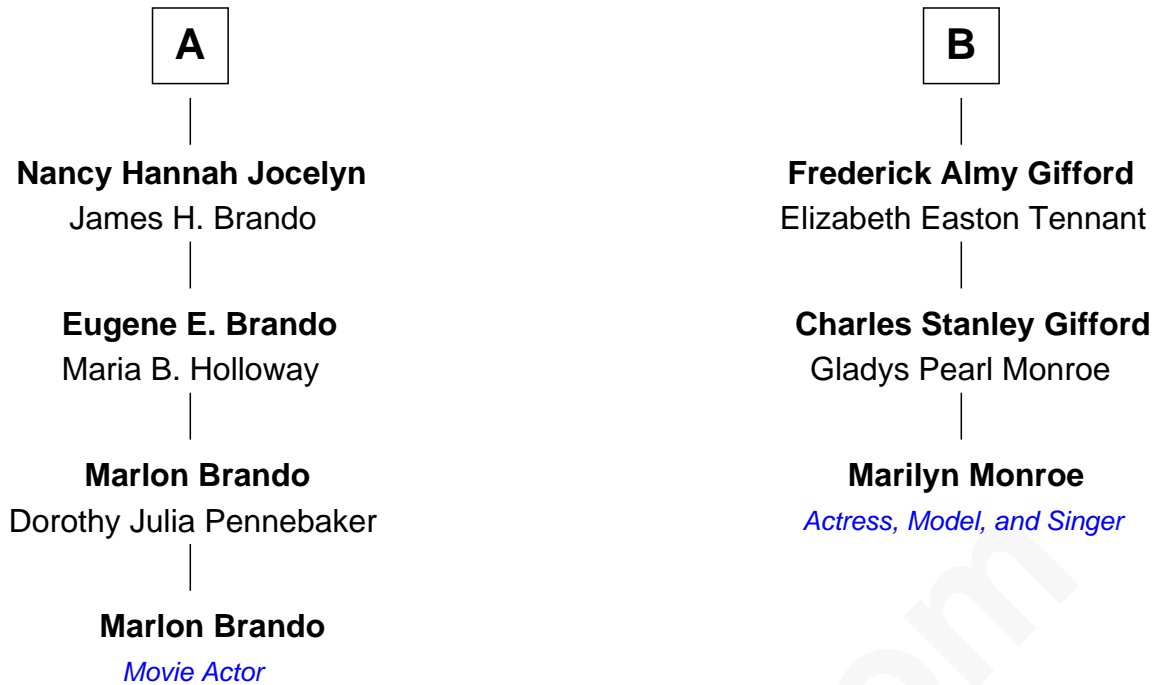 A
Nancy Hannah Jocelyn
James H. Brando
Eugene E. Brando
Maria B. Holloway
Marlon Brando
Dorothy Julia Pennebaker
Marlon Brando
Movie Actor
B
Frederick Almy Gifford
Elizabeth Easton Tennant
Charles Stanley Gifford
Gladys Pearl Monroe
Marilyn Monroe
Actress, Model, and Singer
om